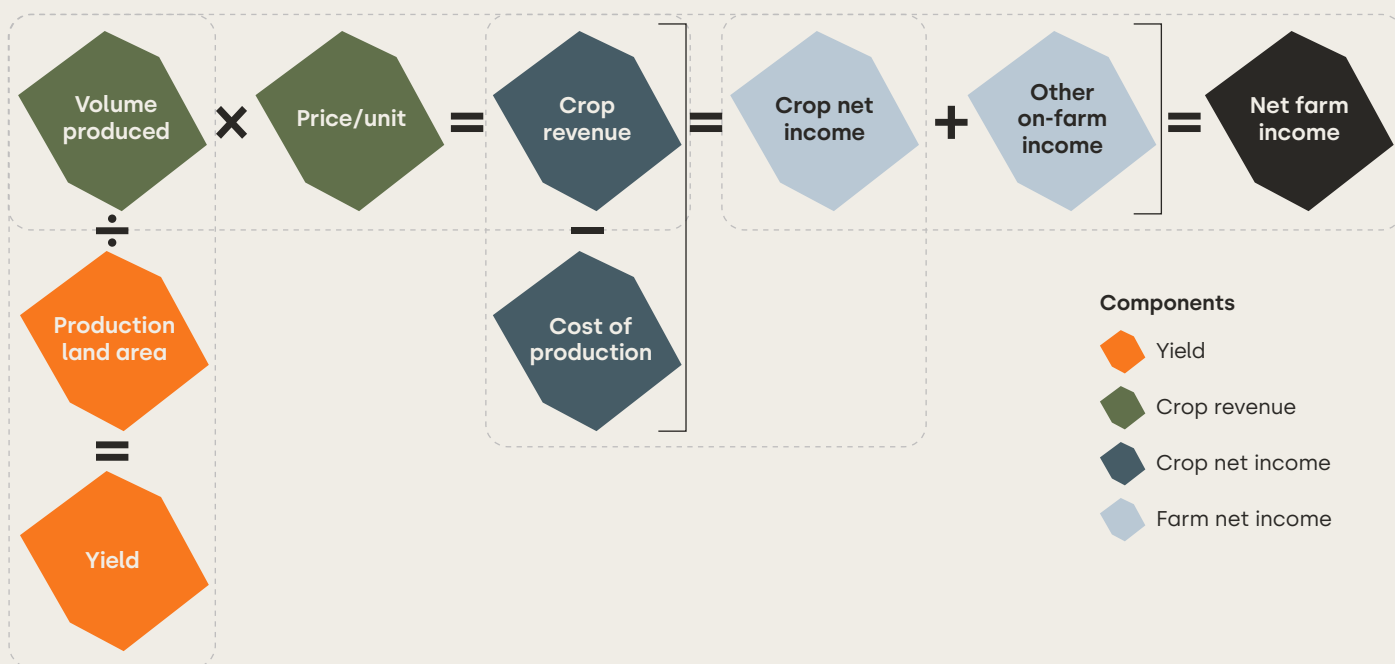 Volume
produced
×
Price/unit
=
Crop
revenue
=
Crop net
income
+
Other
on-farm
income
=
Net farm
income
÷
−
Production
land area
Cost of
production
=
Yield
Components
Yield
Crop revenue
Crop net income
Farm net income